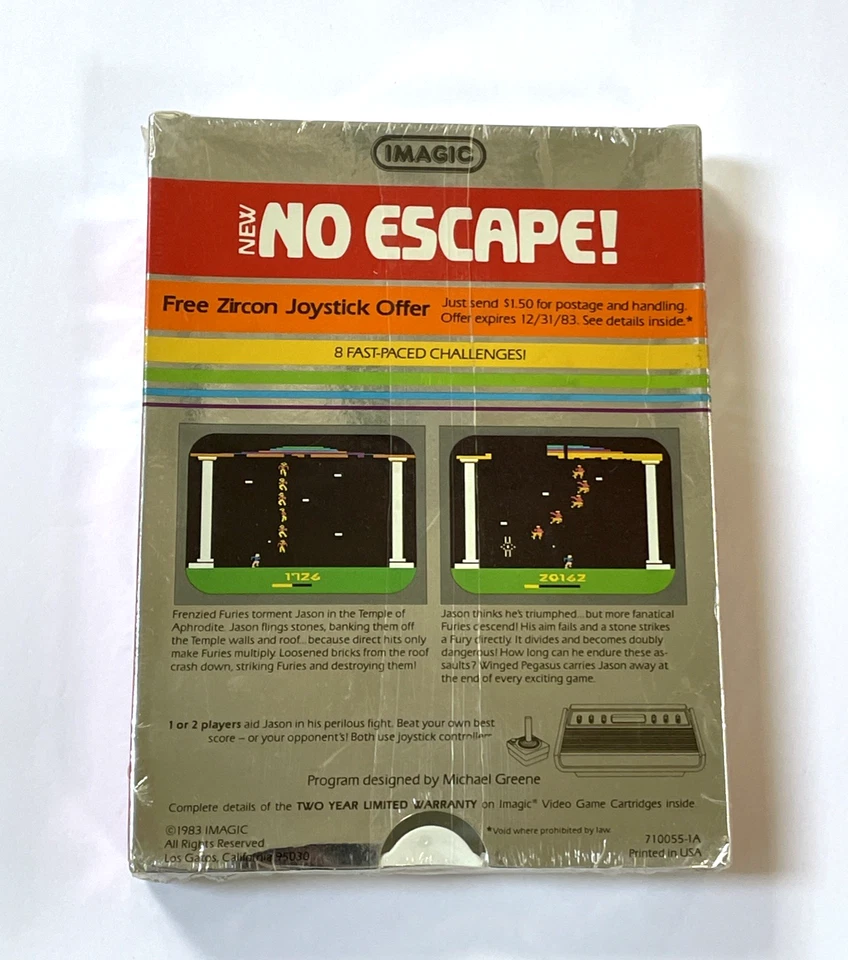 IMAGIC
NEW NO ESCAPE!
Free Zircon Joystick Offer
Just send $1.50 for postage and handling.
Offer expires 12/31/83. See details inside.*
8 FAST-PACED CHALLENGES!
1726
20162
Frenzied Furies torment Jason in the Temple of
Aphrodite. Jason flings stones, banking them off
the Temple walls and roof...because direct hits only
make Furies multiply. Loosened bricks from the roof
crash down, striking Furies and destroying them!
Jason thinks he's triumphed...but more fanatical
Furies descend! His aim fails and a stone strikes
a Fury directly. It divides and becomes doubly
dangerous! How long can he endure these as-
saults? Winged Pegasus carries Jason away at
the end of every exciting game.
1 or 2 players aid Jason in his perilous fight. Beat your own best
score – or your opponent's! Both use joystick controller
Program designed by Michael Greene
Complete details of the TWO YEAR LIMITED WARRANTY on Imagic® Video Game Cartridges inside.
©1983 IMAGIC
All Rights Reserved
Los Gatos, California 95030
*Void where prohibited by law.
710055-1A
Printed in USA